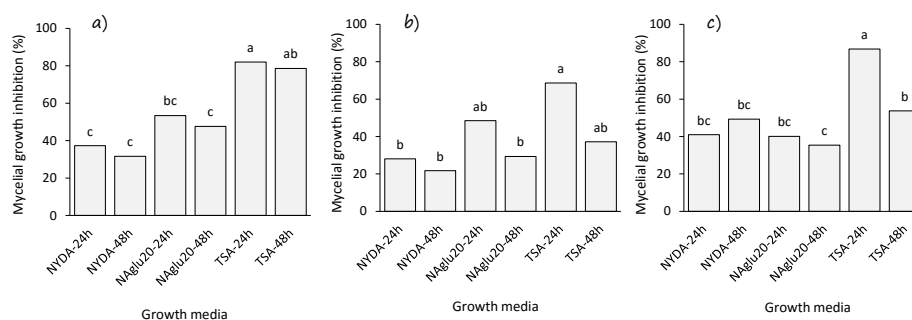 a)
Mycelial growth inhibition (%)
100
80
60
40
20
0
c
c
bc
c
a
ab
NYDA-24h
NYDA-48h
NAglu20-24h
NAglu20-48h
TSA-24h
TSA-48h
Growth media
b)
Mycelial growth inhibition (%)
100
80
60
40
20
0
b
b
ab
b
a
ab
NYDA-24h
NYDA-48h
NAglu20-24h
NAglu20-48h
TSA-24h
TSA-48h
Growth media
c)
Mycelial growth inhibition (%)
100
80
60
40
20
0
bc
bc
bc
c
a
b
NYDA-24h
NYDA-48h
NAglu20-24h
NAglu20-48h
TSA-24h
TSA-48h
Growth media